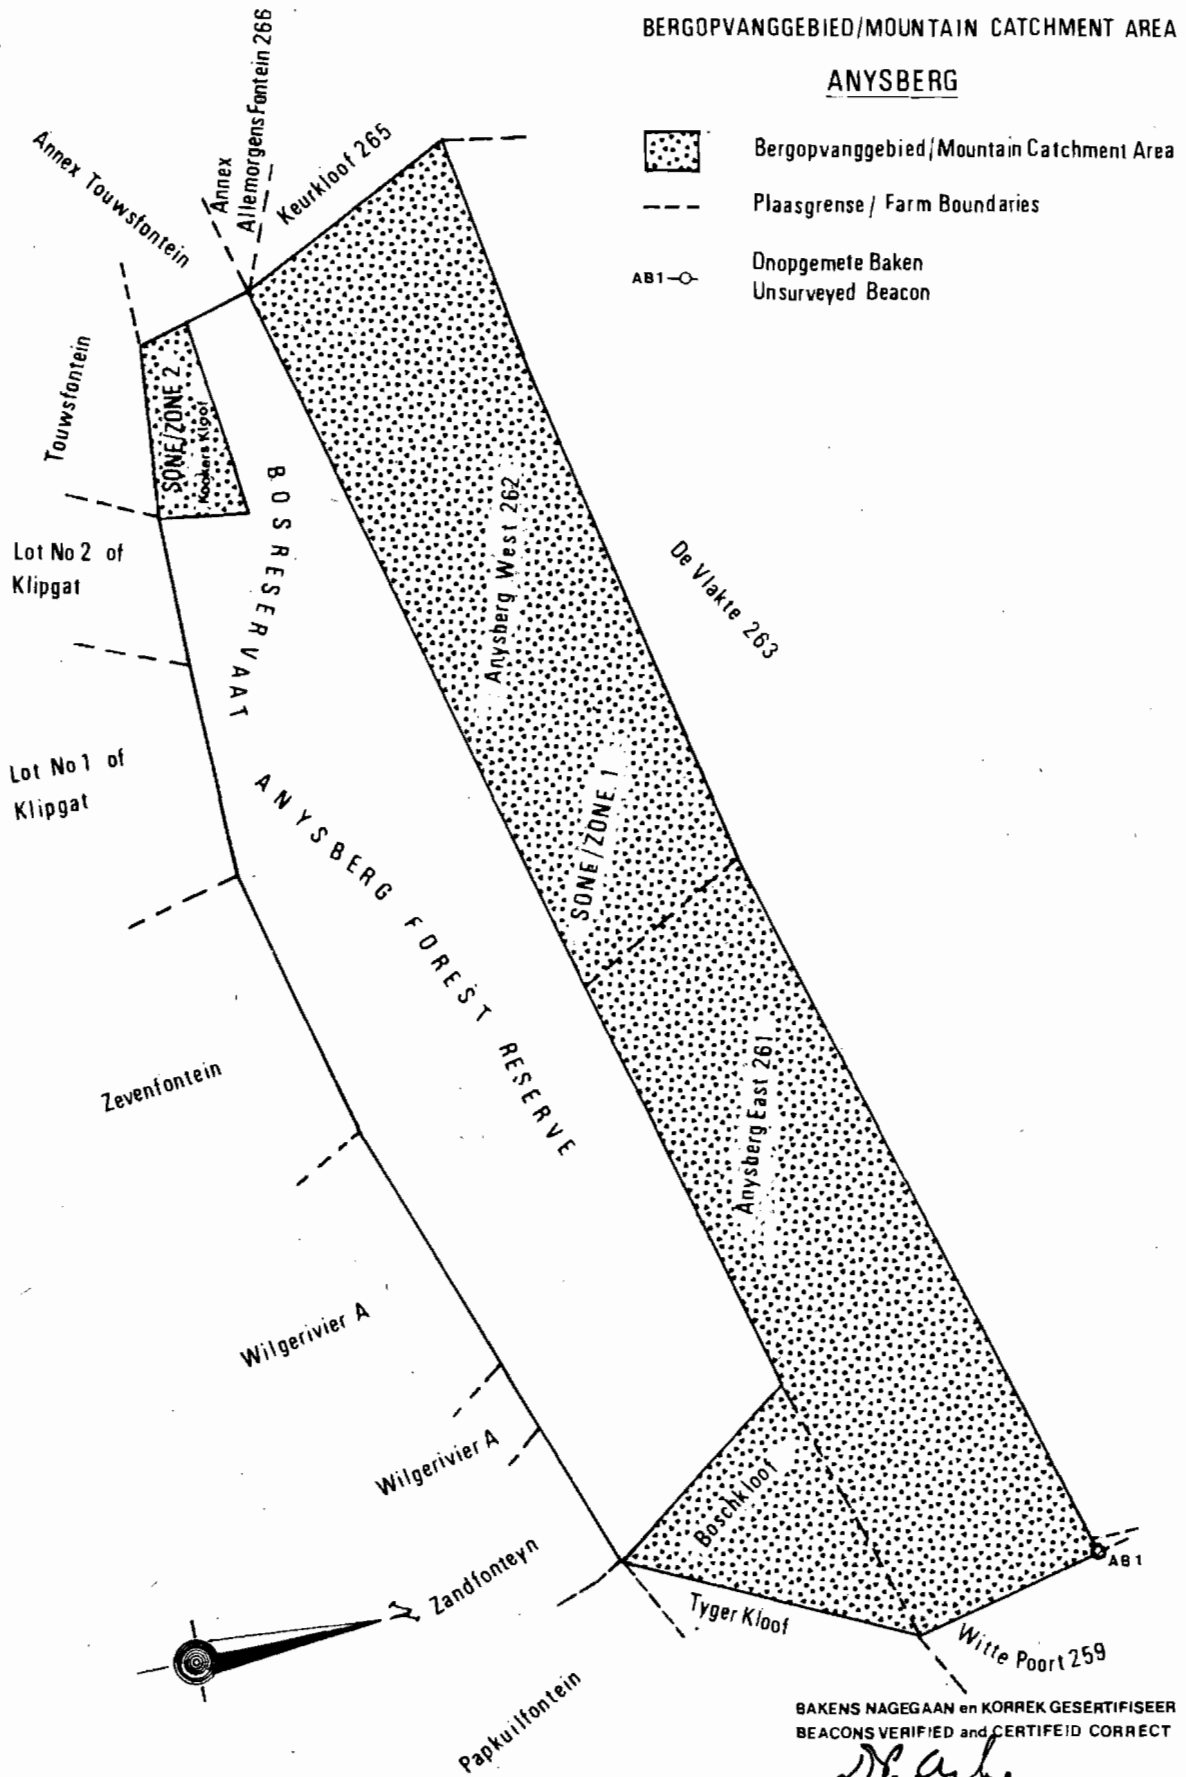 BERGOPVANGGEBIED/MOUNTAIN CATCHMENT AREA
ANYSBERG
Bergopvanggebied/Mountain Catchment Area
Plaasgrense / Farm Boundaries
AB1
Onopgemete Baken
Unsurveyed Beacon
Annex Touwsfontein
Annex
Allemorgens Fontein 266
Keurkloof 265
Touwsfontein
SONE/ZONE 2
Kookers Kloof
Lot No 2 of
Klipgat
BOSRESERVAAT
Anysberg West 262
De Vlakte 263
Lot No 1 of
Klipgat
SONE/ZONE 1
ANYSBERG FOREST RESERVE
Zevenfontein
Anysberg East 261
Wilgerivier A
Wilgerivier A
Boschkloof
Zandfonteyn
N
AB1
Tyger Kloof
Witte Poort 259
Papkuilfontein
BAKENS NAGEGAAN en KORREK GESERTIFISEER
BEACONS VERIFIED and CERTIFEID CORRECT